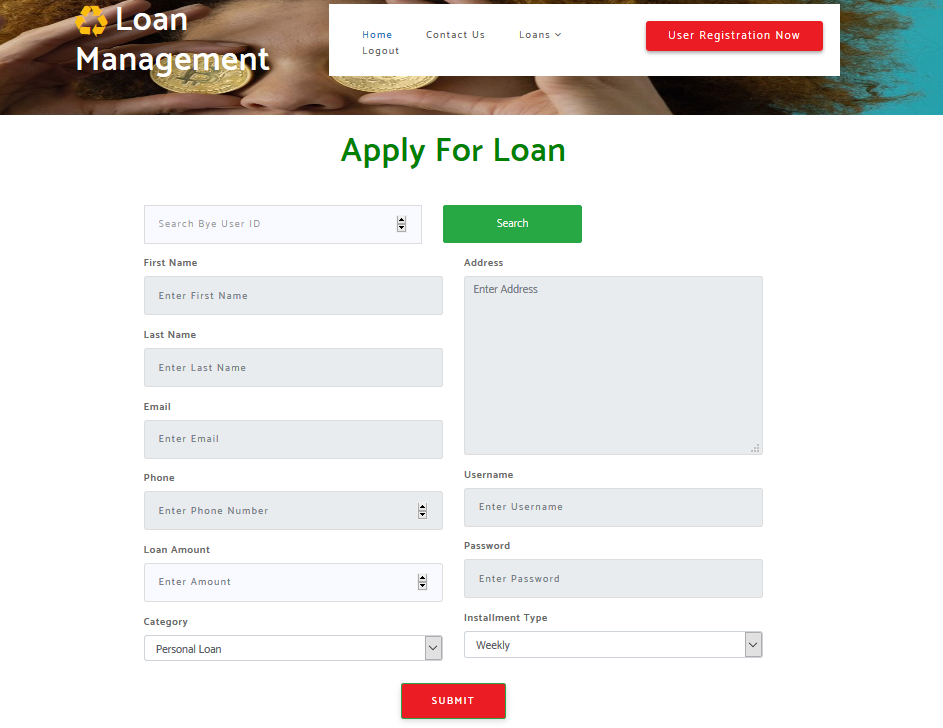 Loan
Management
Home
Contact Us
Loans
Logout
User Registration Now
Apply For Loan
Search Bye User ID
Search
First Name
Enter First Name
Last Name
Enter Last Name
Email
Enter Email
Phone
Enter Phone Number
Loan Amount
Enter Amount
Category
Personal Loan
Address
Enter Address
Username
Enter Username
Password
Enter Password
Installment Type
Weekly
SUBMIT